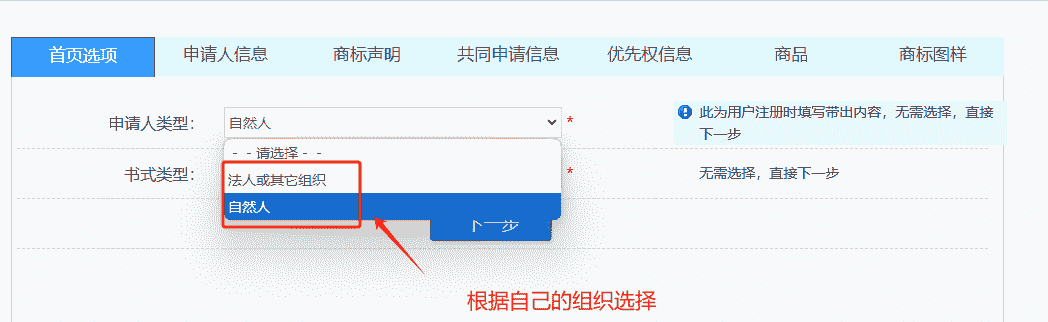 首页选项 申请人信息 商标声明 共同申请信息 优先权信息 商品 商标图样
申请人类型： 自然人 * 此为用户注册时填写带出内容，无需选择，直接
下一步
- - 请选择 - -
书式类型： 法人或其它组织 * 无需选择，直接下一步
自然人
下一步
根据自己的组织选择